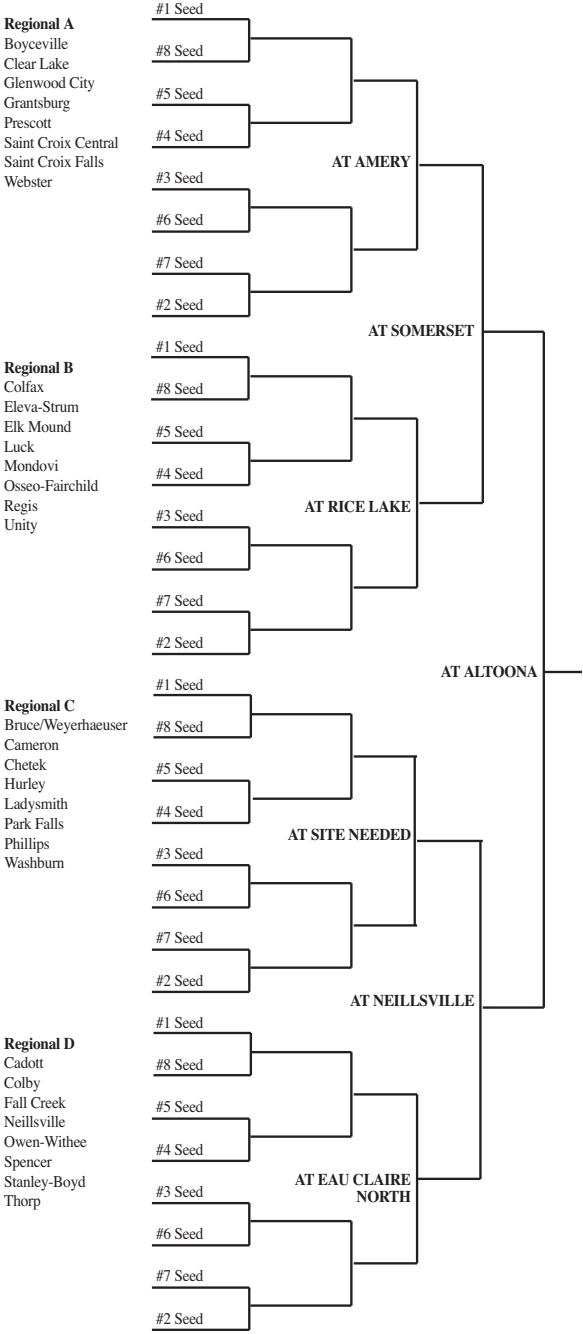 Regional A
Boyceville
Clear Lake
Glenwood City
Grantsburg
Prescott
Saint Croix Central
Saint Croix Falls
Webster
#1 Seed
#8 Seed
#5 Seed
#4 Seed
#3 Seed
#6 Seed
#7 Seed
#2 Seed
AT AMERY
AT SOMERSET
Regional B
Colfax
Eleva-Strum
Elk Mound
Luck
Mondovi
Osseo-Fairchild
Regis
Unity
#1 Seed
#8 Seed
#5 Seed
#4 Seed
#3 Seed
#6 Seed
#7 Seed
#2 Seed
AT RICE LAKE
AT ALTOONA
Regional C
Bruce/Weyerhaeuser
Cameron
Chetek
Hurley
Ladysmith
Park Falls
Phillips
Washburn
#1 Seed
#8 Seed
#5 Seed
#4 Seed
#3 Seed
#6 Seed
#7 Seed
#2 Seed
AT SITE NEEDED
AT NEILLSVILLE
Regional D
Cadott
Colby
Fall Creek
Neillsville
Owen-Withee
Spencer
Stanley-Boyd
Thorp
#1 Seed
#8 Seed
#5 Seed
#4 Seed
#3 Seed
#6 Seed
#7 Seed
#2 Seed
AT EAU CLAIRE
NORTH